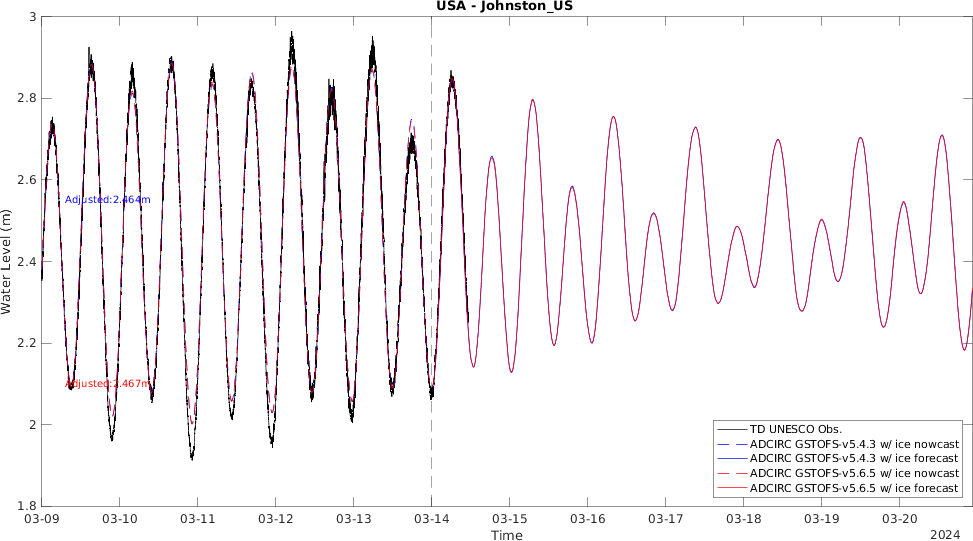 USA - Johnston_US
Water Level (m)
3
2.8
2.6
2.4
2.2
2
1.8
Adjusted:2.464m
Adjusted:2.467m
TD UNESCO Obs.
ADCIRC GSTOFS-v5.4.3 w/ ice nowcast
ADCIRC GSTOFS-v5.4.3 w/ ice forecast
ADCIRC GSTOFS-v5.6.5 w/ ice nowcast
ADCIRC GSTOFS-v5.6.5 w/ ice forecast
03-09 03-10 03-11 03-12 03-13 03-14 03-15 03-16 03-17 03-18 03-19 03-20
Time
2024